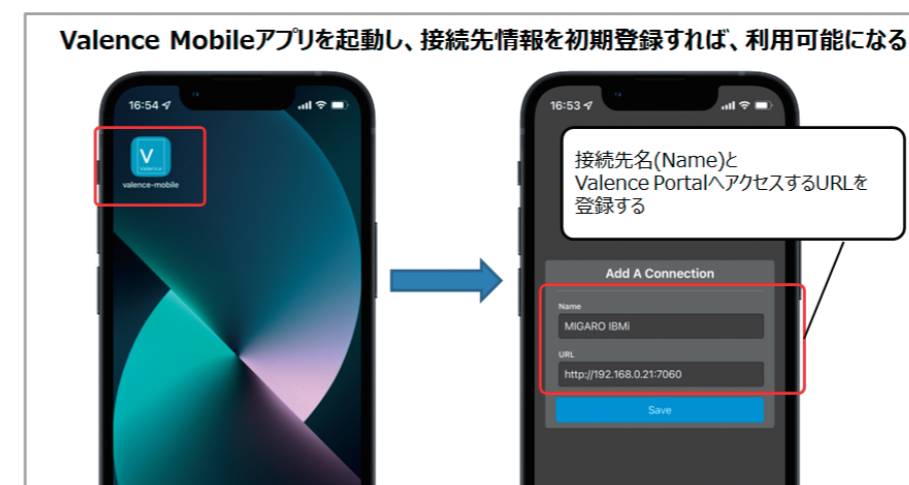 Valence Mobileアプリを起動し、接続先情報を初期登録すれば、利用可能になる
16:54
V
valence
valence-mobile
16:53
接続先名(Name)と
Valence PortalへアクセスするURLを
登録する
Add A Connection
Name
MIGARO IBMi
URL
http://192.168.0.21:7060
Save